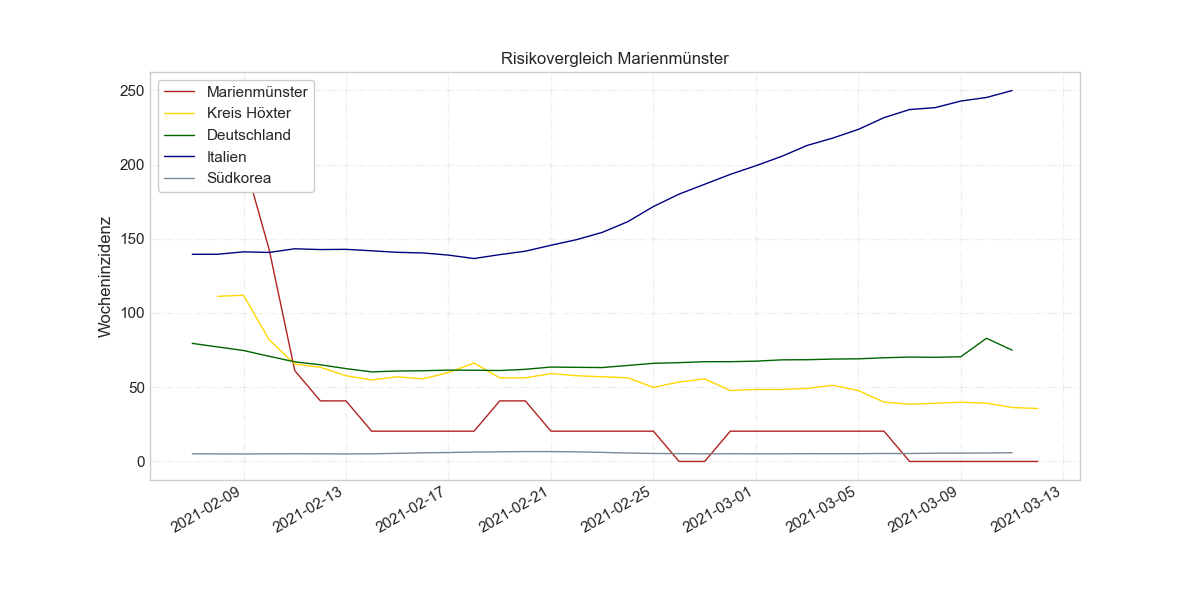 Risikovergleich Marienmünster
Marienmünster
Kreis Höxter
Deutschland
Italien
Südkorea
Wocheninzidenz
250
200
150
100
50
0
2021-02-09
2021-02-13
2021-02-17
2021-02-21
2021-02-25
2021-03-01
2021-03-05
2021-03-09
2021-03-13